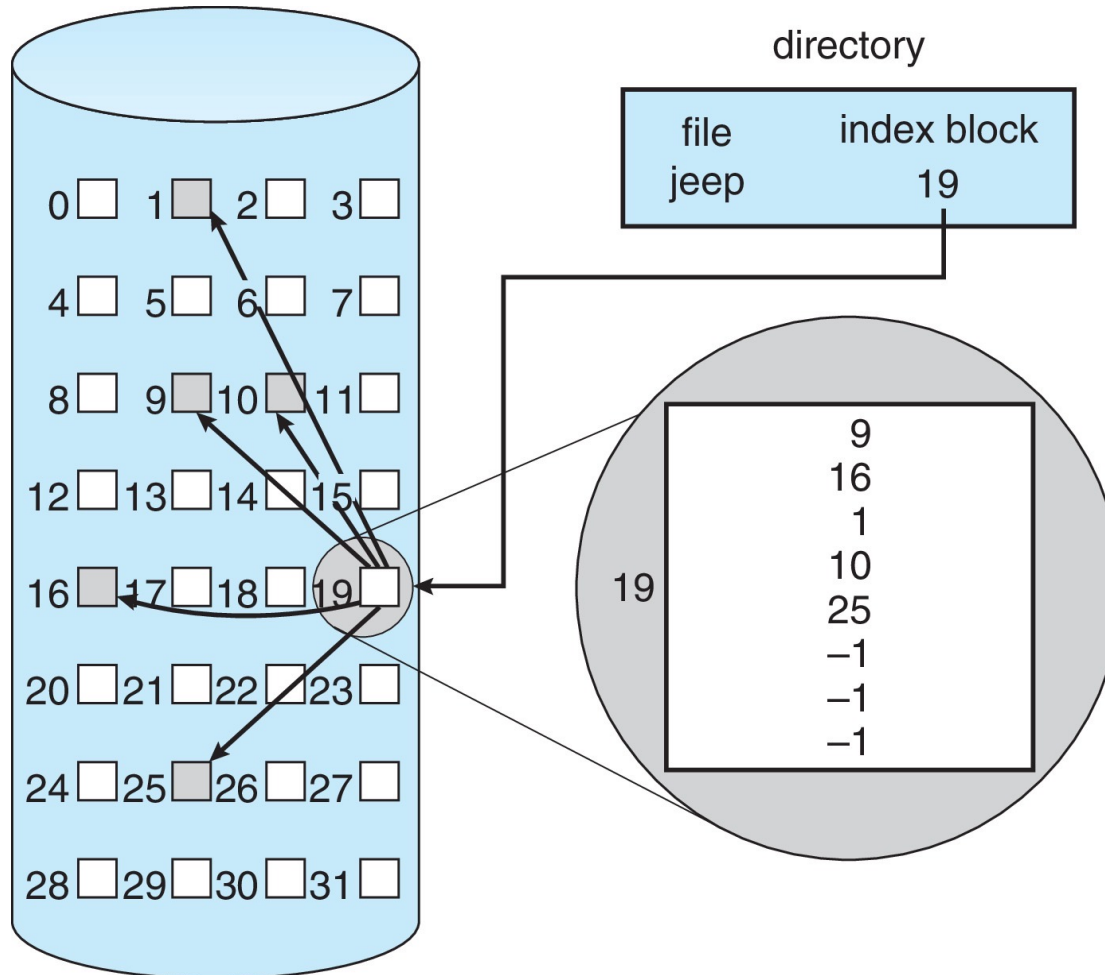 directory
file index block
jeep 19
0 1 2 3
4 5 6 7
8 9 10 11
12 13 14 15
16 17 18 19
20 21 22 23
24 25 26 27
28 29 30 31
19
9
16
1
10
25
–1
–1
–1